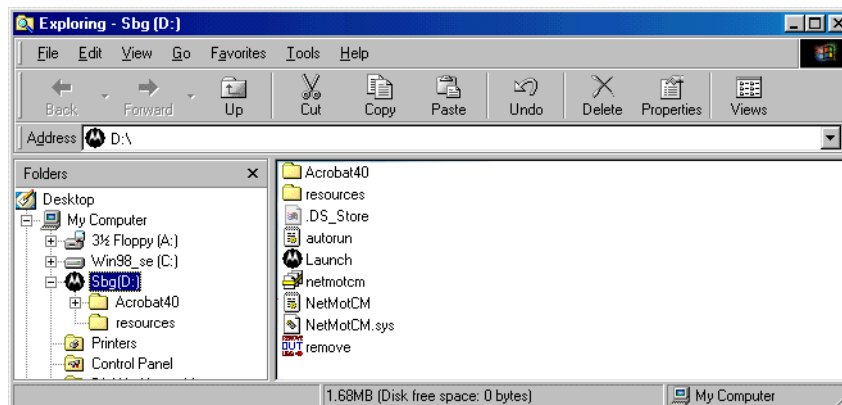 Exploring - Sbg (D:)
File Edit View Go Favorites Tools Help
Back Forward Up Cut Copy Paste Undo Delete Properties Views
Address D:\
Folders
Desktop
My Computer
3½ Floppy (A:)
Win98_se (C:)
Sbg(D:)
Acrobat40
resources
Printers
Control Panel
Acrobat40
resources
.DS_Store
autorun
Launch
netmotcm
NetMotCM
NetMotCM.sys
remove
1.68MB (Disk free space: 0 bytes)
My Computer